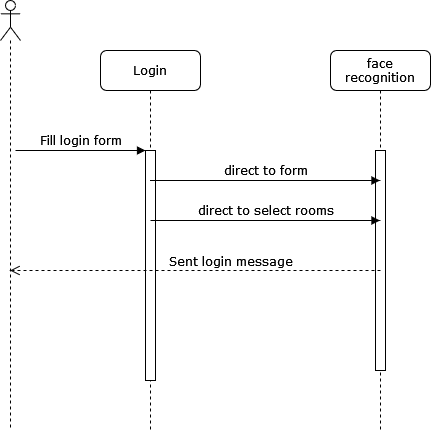 Login
face
recognition
Fill login form
direct to form
direct to select rooms
Sent login message